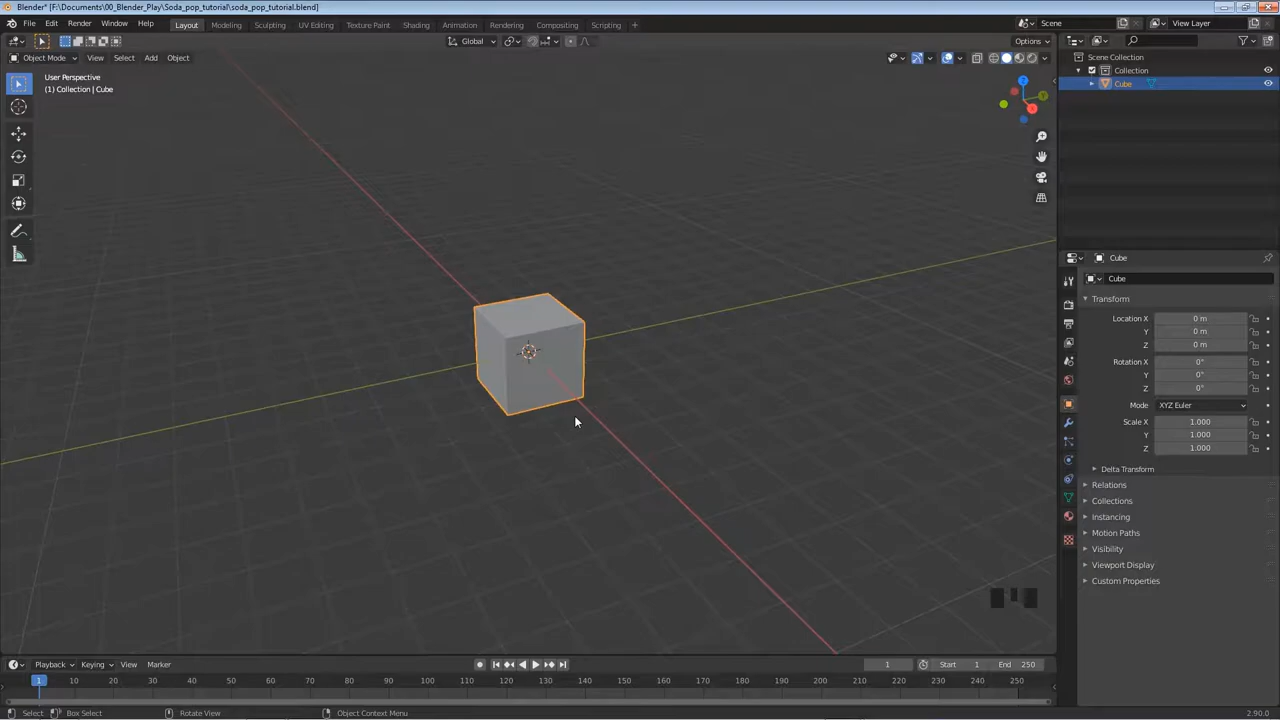 Blender* [F:\Documents\00_Blender_Play\Soda_pop_tutorial\soda_pop_tutorial.blend]
File Edit Render Window Help Layout Modeling Sculpting UV Editing Texture Paint Shading Animation Rendering Compositing Scripting Scene View Layer
Global Options
Object Mode View Select Add Object
User Perspective
(1) Collection | Cube
Scene Collection
Collection
Cube
Cube
Cube
Transform
Location X 0 m
Y 0 m
Z 0 m
Rotation X 0°
Y 0°
Z 0°
Mode XYZ Euler
Scale X 1.000
Y 1.000
Z 1.000
Delta Transform
Relations
Collections
Instancing
Motion Paths
Visibility
Viewport Display
Custom Properties
Playback Keying View Marker 1 Start 1 End 250
1 10 20 30 40 50 60 70 80 90 100 110 120 130 140 150 160 170 180 190 200 210 220 230 240 250
Select Box Select Rotate View Object Context Menu 2.90.0